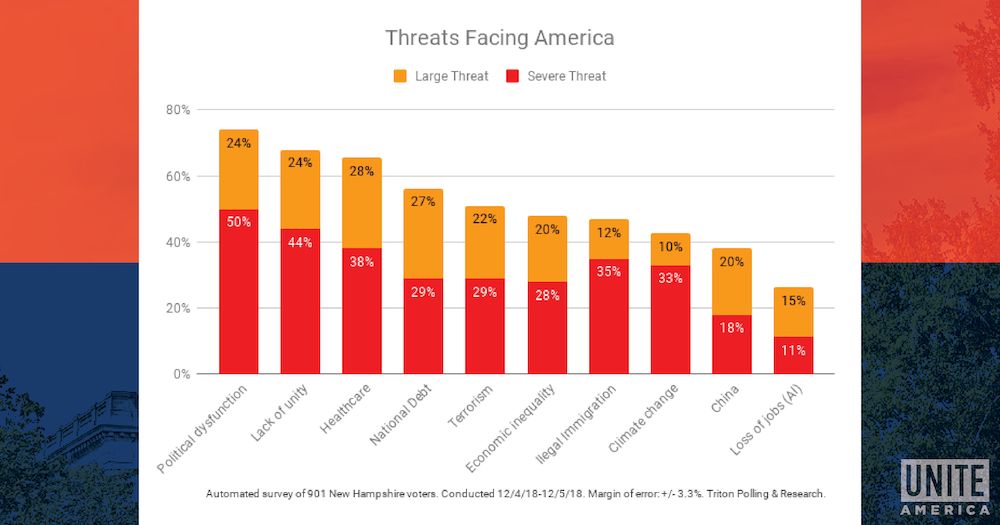 Threats Facing America
Large Threat Severe Threat
80%
60%
40%
20%
0%
24% 24% 28% 27% 22% 20% 12% 10% 20% 15%
50% 44% 38% 29% 29% 28% 35% 33% 18% 11%
Political dysfunction
Lack of unity
Healthcare
National Debt
Terrorism
Economic inequality
Ilegal Immigration
Climate change
China
Loss of jobs (AI)
Automated survey of 901 New Hampshire voters. Conducted 12/4/18-12/5/18. Margin of error: +/- 3.3%. Triton Polling & Research.
UNITE
AMERICA